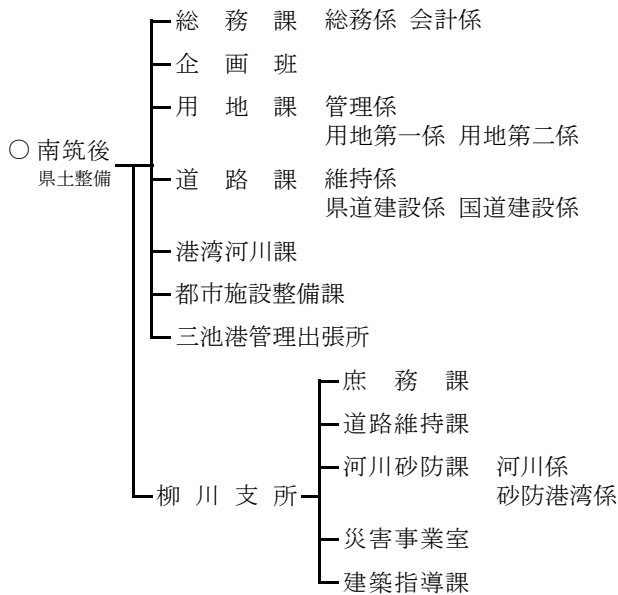 総務課 総務係 会計係
企画班
用地課 管理係
用地第一係 用地第二係
○南筑後
県土整備
道路課 維持係
県道建設係 国道建設係
港湾河川課
都市施設整備課
三池港管理出張所
庶務課
道路維持課
河川砂防課 河川係
柳川支所 砂防港湾係
災害事業室
建築指導課